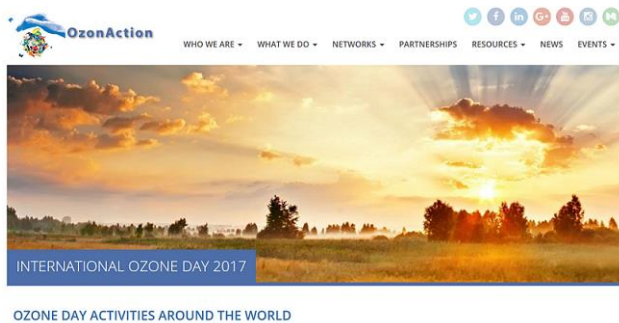 OzonAction
WHO WE ARE WHAT WE DO NETWORKS PARTNERSHIPS RESOURCES NEWS EVENTS
INTERNATIONAL OZONE DAY 2017
OZONE DAY ACTIVITIES AROUND THE WORLD